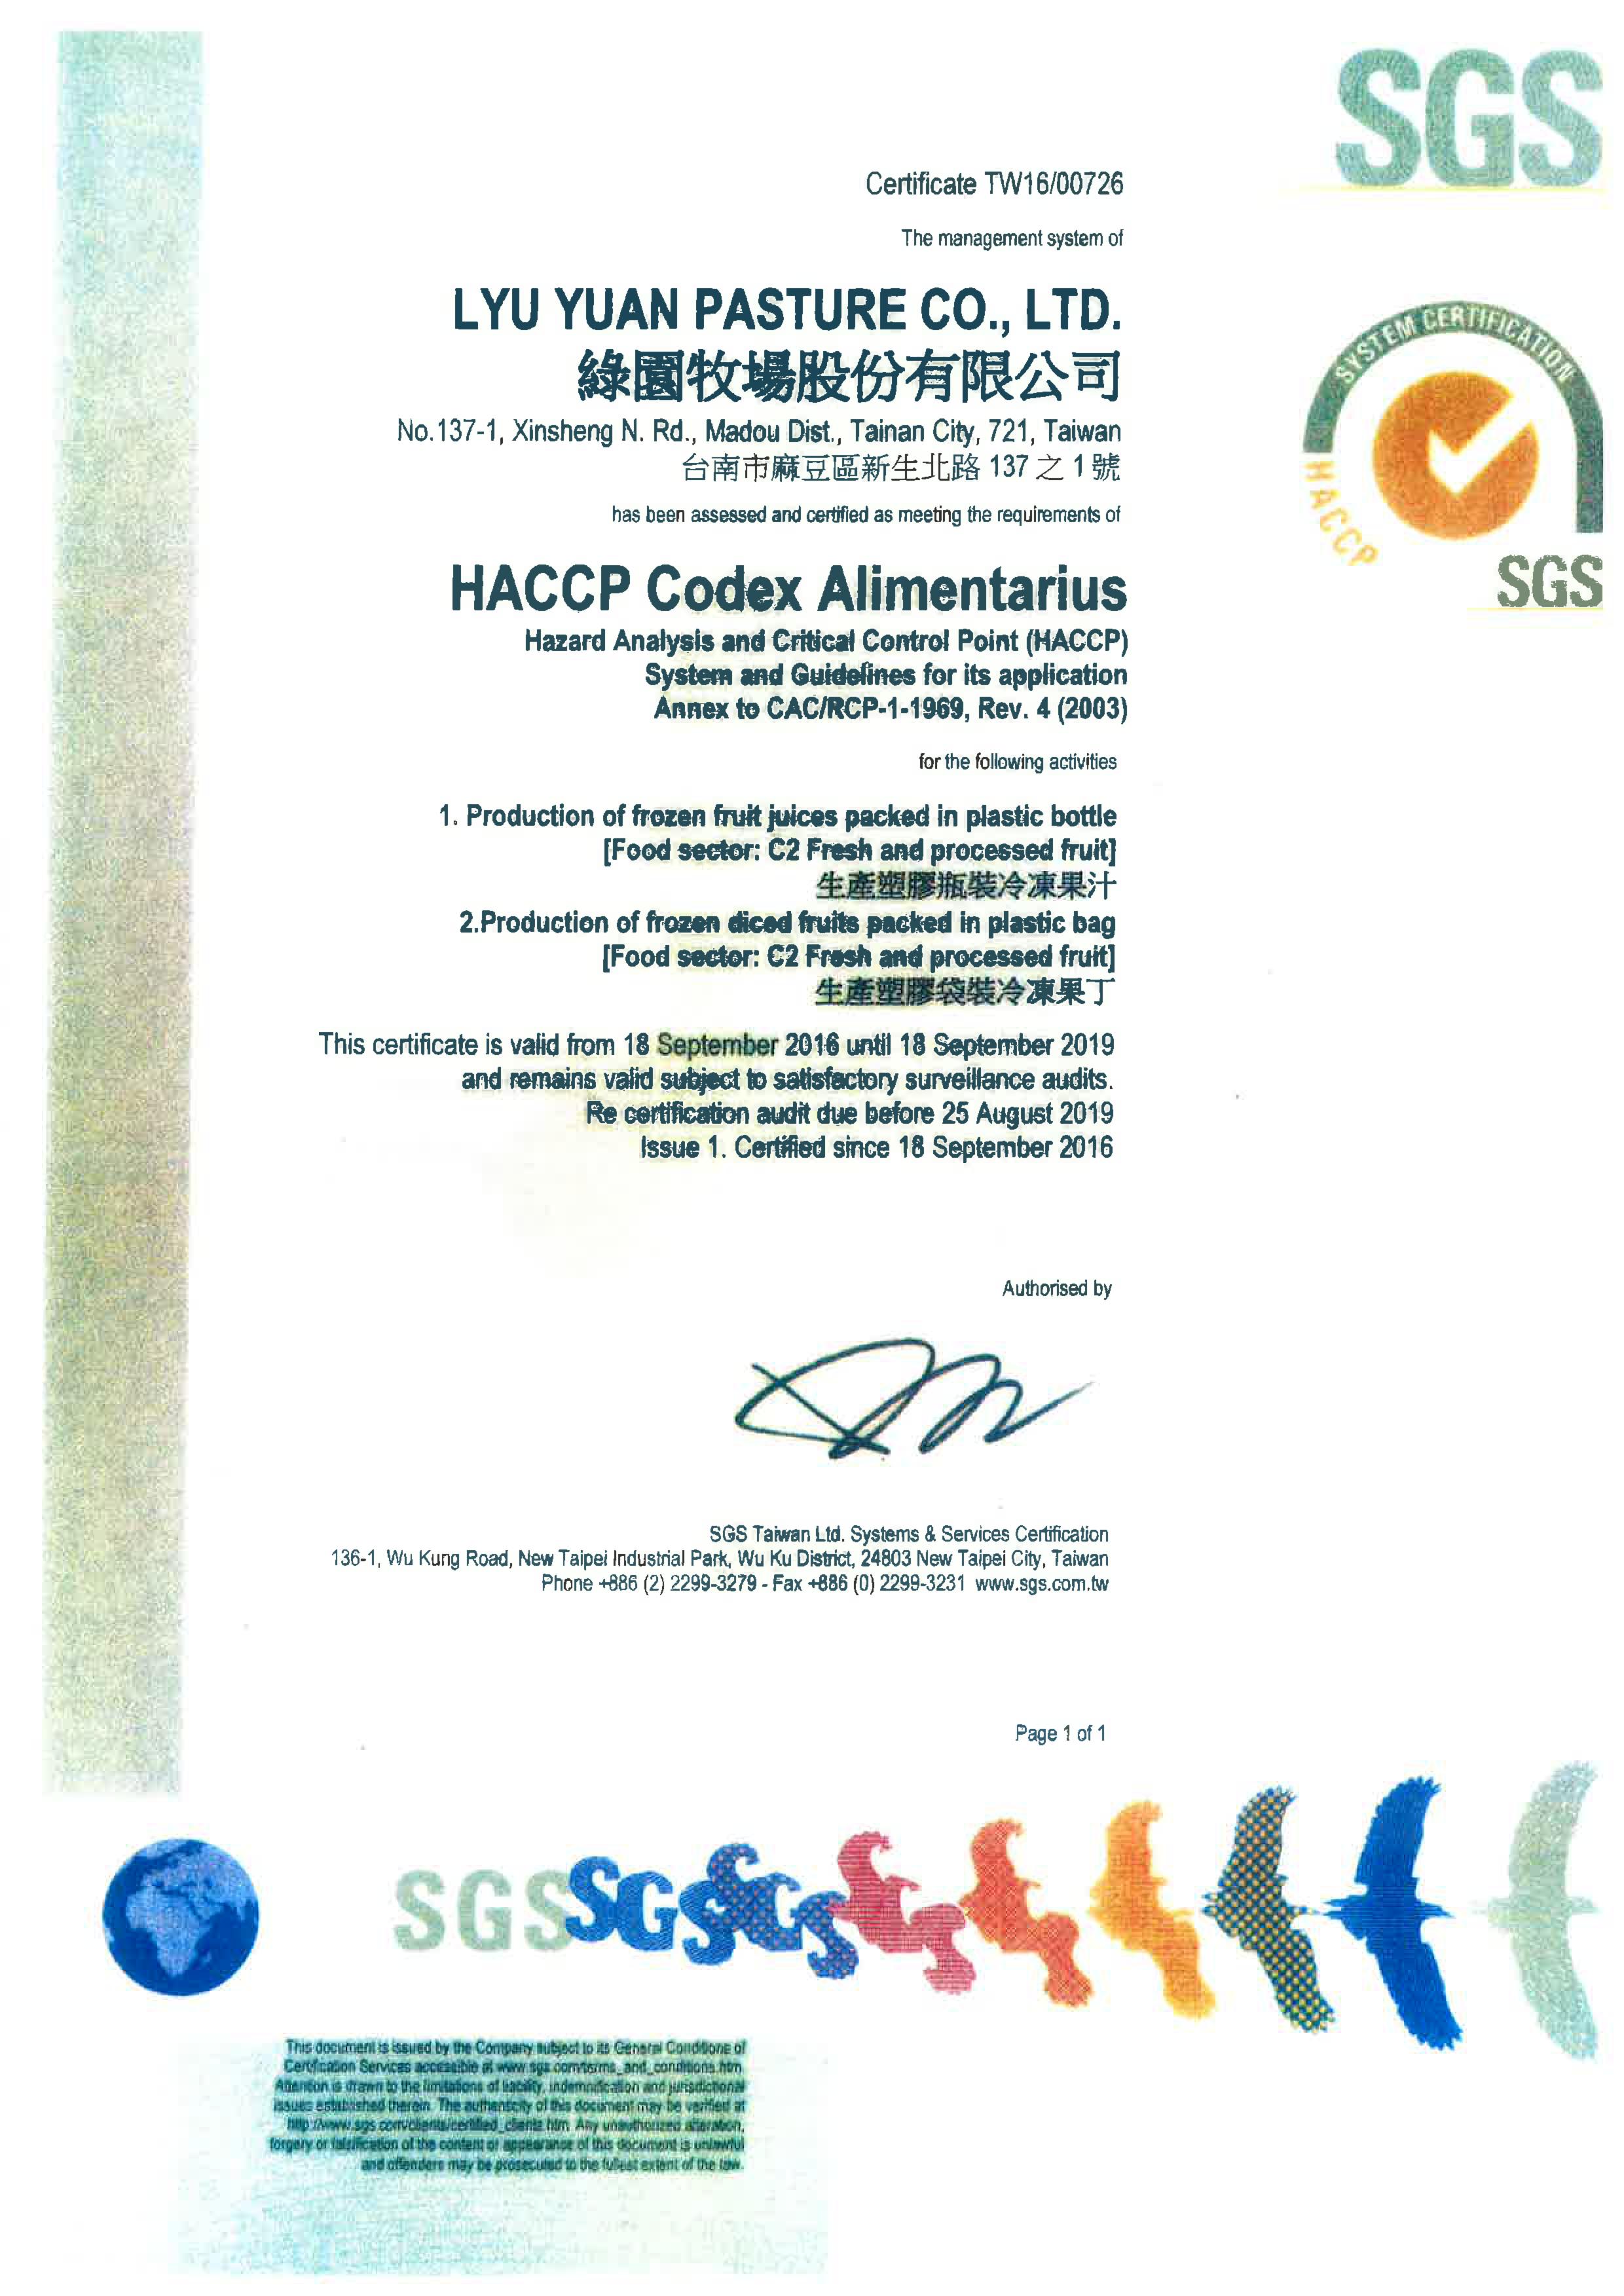 SGS
Certificate TW16/00726
The management system of
LYU YUAN PASTURE CO., LTD.
綠園牧場股份有限公司
No.137-1, Xinsheng N. Rd., Madou Dist., Tainan City, 721, Taiwan
台南市麻豆區新生北路 137 之 1 號
has been assessed and certified as meeting the requirements of
SYSTEM CERTIFICATION
HACCP
SGS
HACCP Codex Alimentarius
Hazard Analysis and Critical Control Point (HACCP)
System and Guidelines for its application
Annex to CAC/RCP-1-1969, Rev. 4 (2003)
for the following activities
1. Production of frozen fruit juices packed in plastic bottle
[Food sector: C2 Fresh and processed fruit]
生產塑膠瓶裝冷凍果汁
2.Production of frozen diced fruits packed in plastic bag
[Food sector: C2 Fresh and processed fruit]
生產塑膠袋裝冷凍果丁
This certificate is valid from 18 September 2016 until 18 September 2019
and remains valid subject to satisfactory surveillance audits.
Re certification audit due before 25 August 2019
Issue 1. Certified since 18 September 2016
Authorised by
SGS Taiwan Ltd. Systems & Services Certification
136-1, Wu Kung Road, New Taipei Industrial Park, Wu Ku District, 24803 New Taipei City, Taiwan
Phone +886 (2) 2299-3279 - Fax +886 (0) 2299-3231 www.sgs.com.tw
Page 1 of 1
SGS SGS SGS
This document is issued by the Company subject to its General Conditions of
Certification Services accessible at www.sgs.com/terms_and_conditions.htm.
Attention is drawn to the limitations of liability, indemnification and jurisdictional
issues established therein. The authenticity of this document may be verified at
http://www.sgs.com/clients/certified_clients.htm. Any unauthorized alteration,
forgery or falsification of the content or appearance of this document is unlawful
and offenders may be prosecuted to the fullest extent of the law.